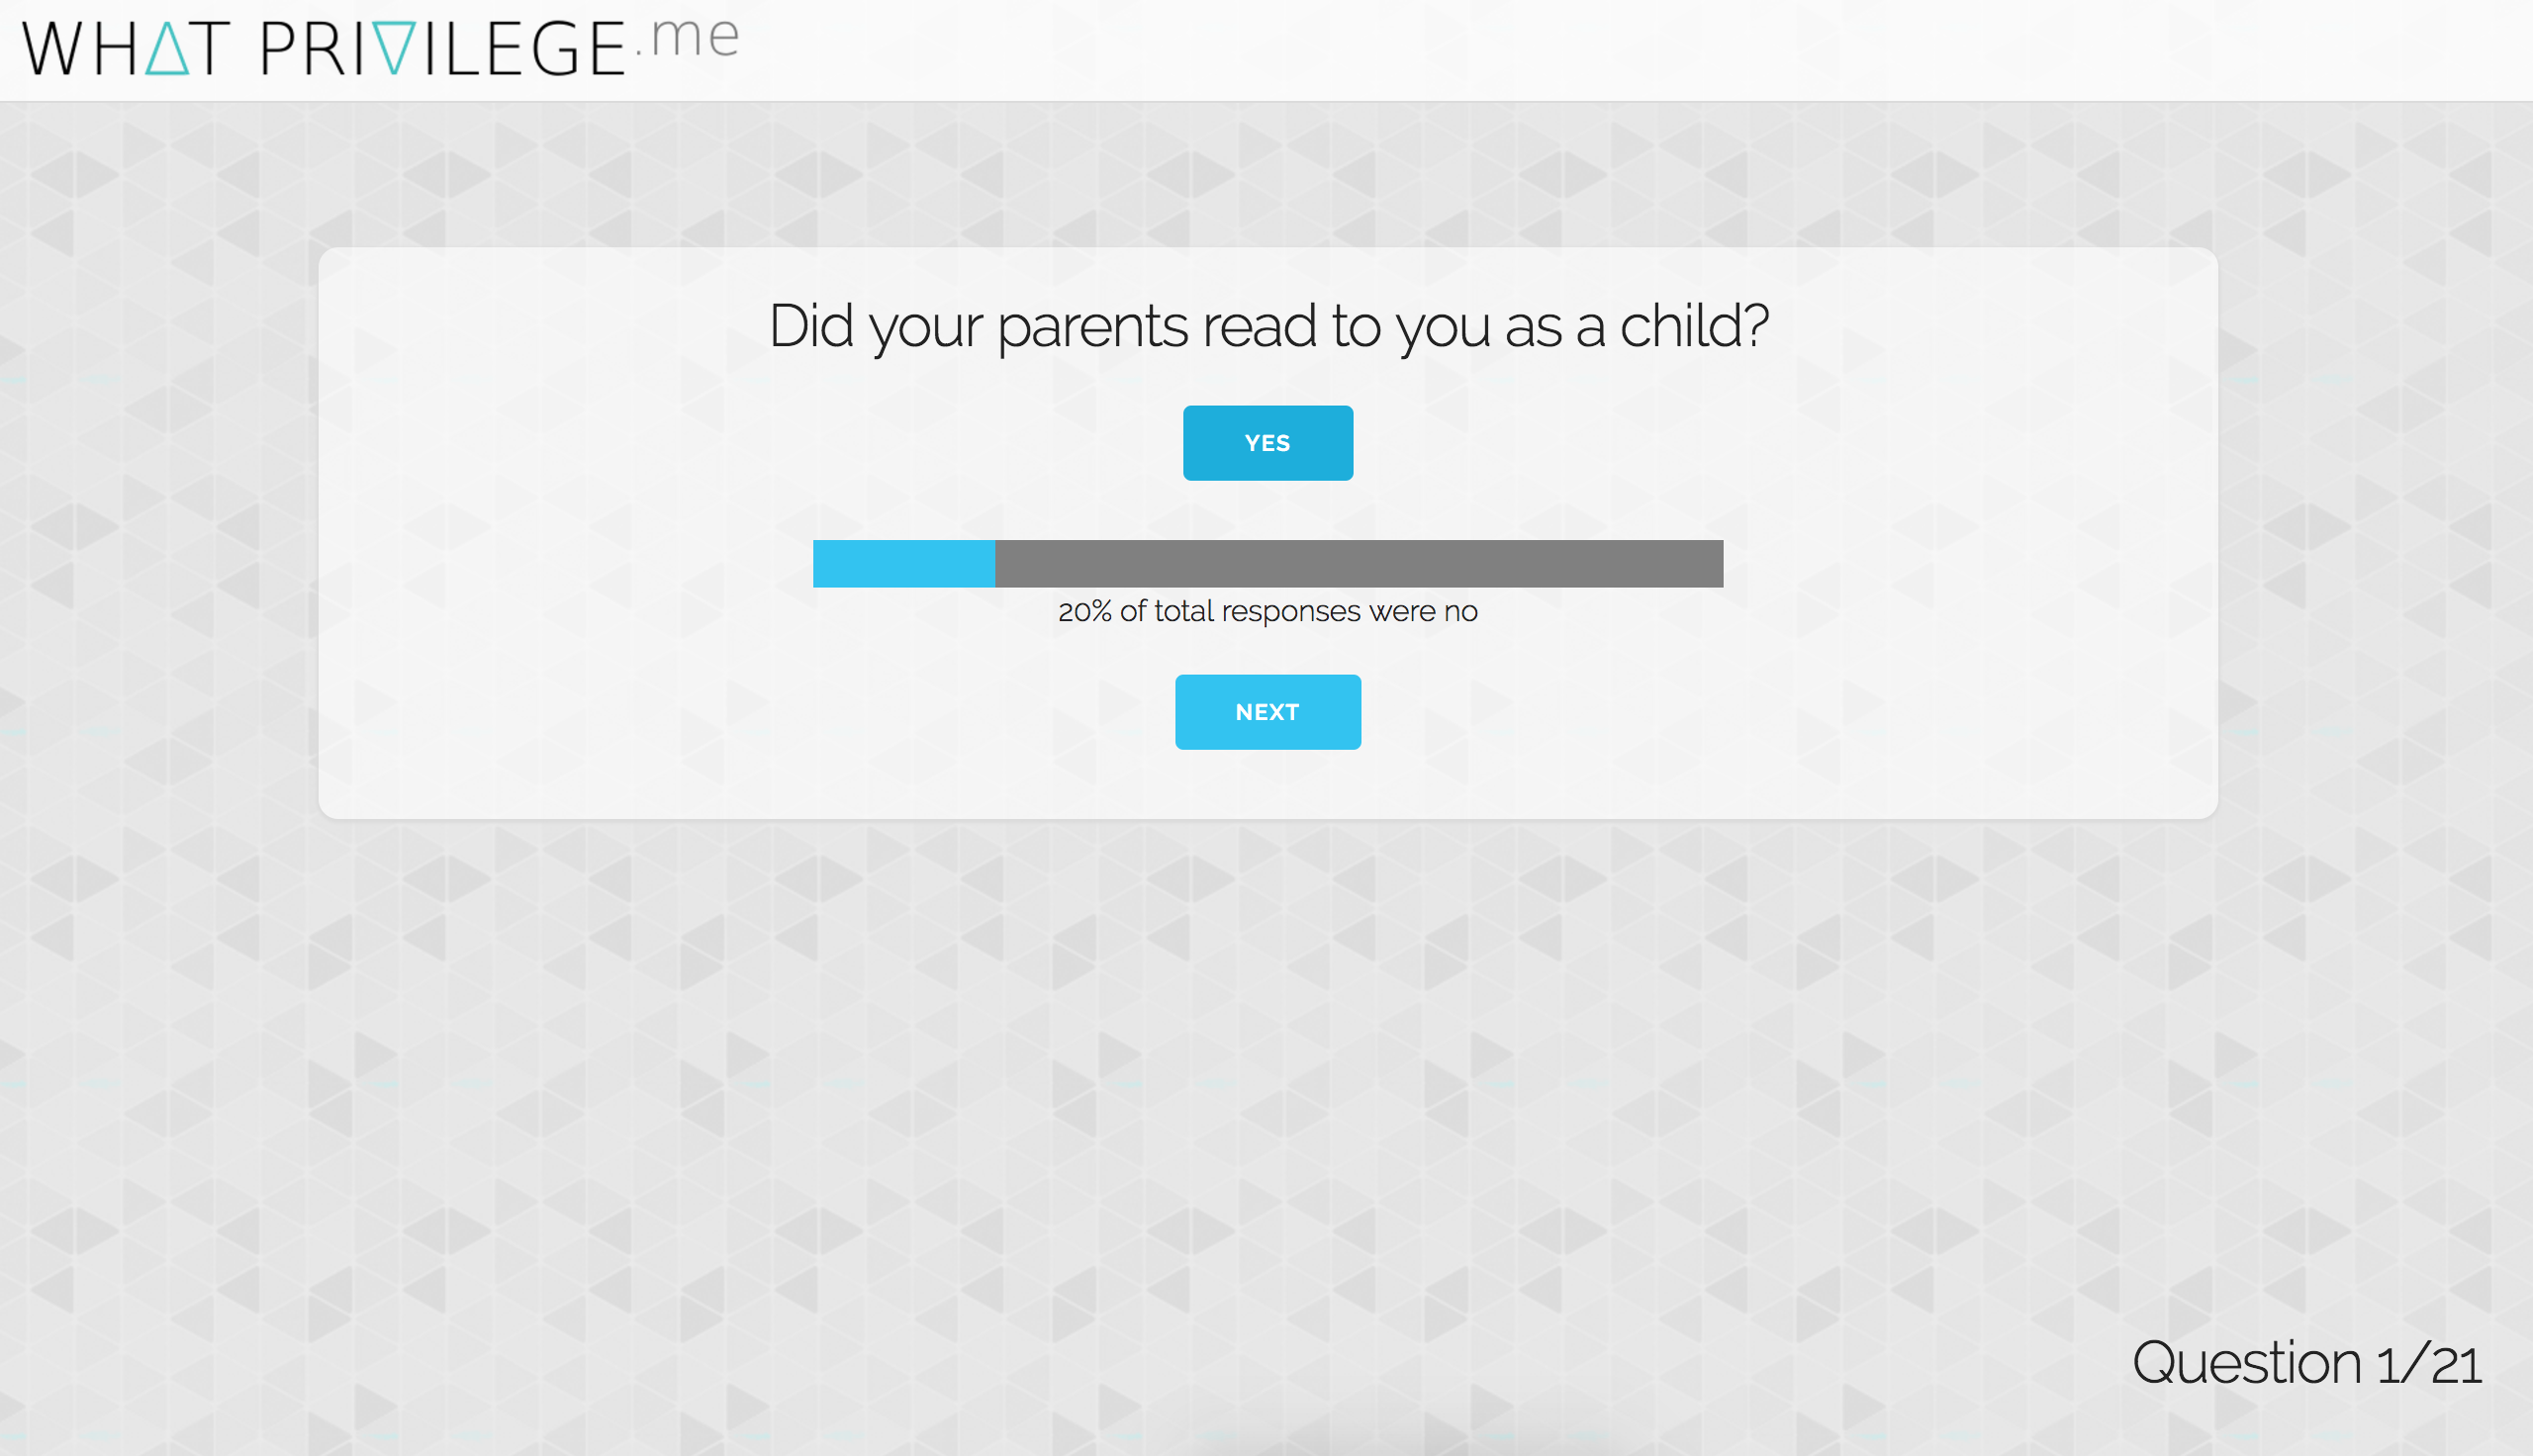 WHAT PRIVILEGE.me
Did your parents read to you as a child?
YES
20% of total responses were no
NEXT
Question 1/21